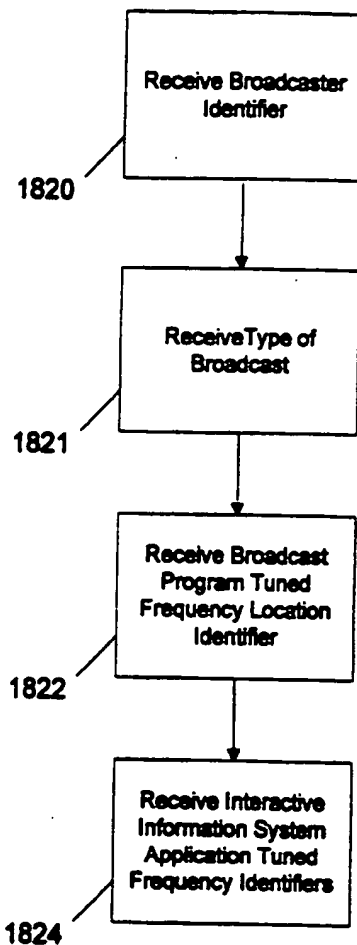 Receive Broadcaster
Identifier
1820
ReceiveType of
Broadcast
1821
Receive Broadcast
Program Tuned
Frequency Location
Identifier
1822
Receive Interactive
Information System
Application Tuned
Frequency Identifiers
1824